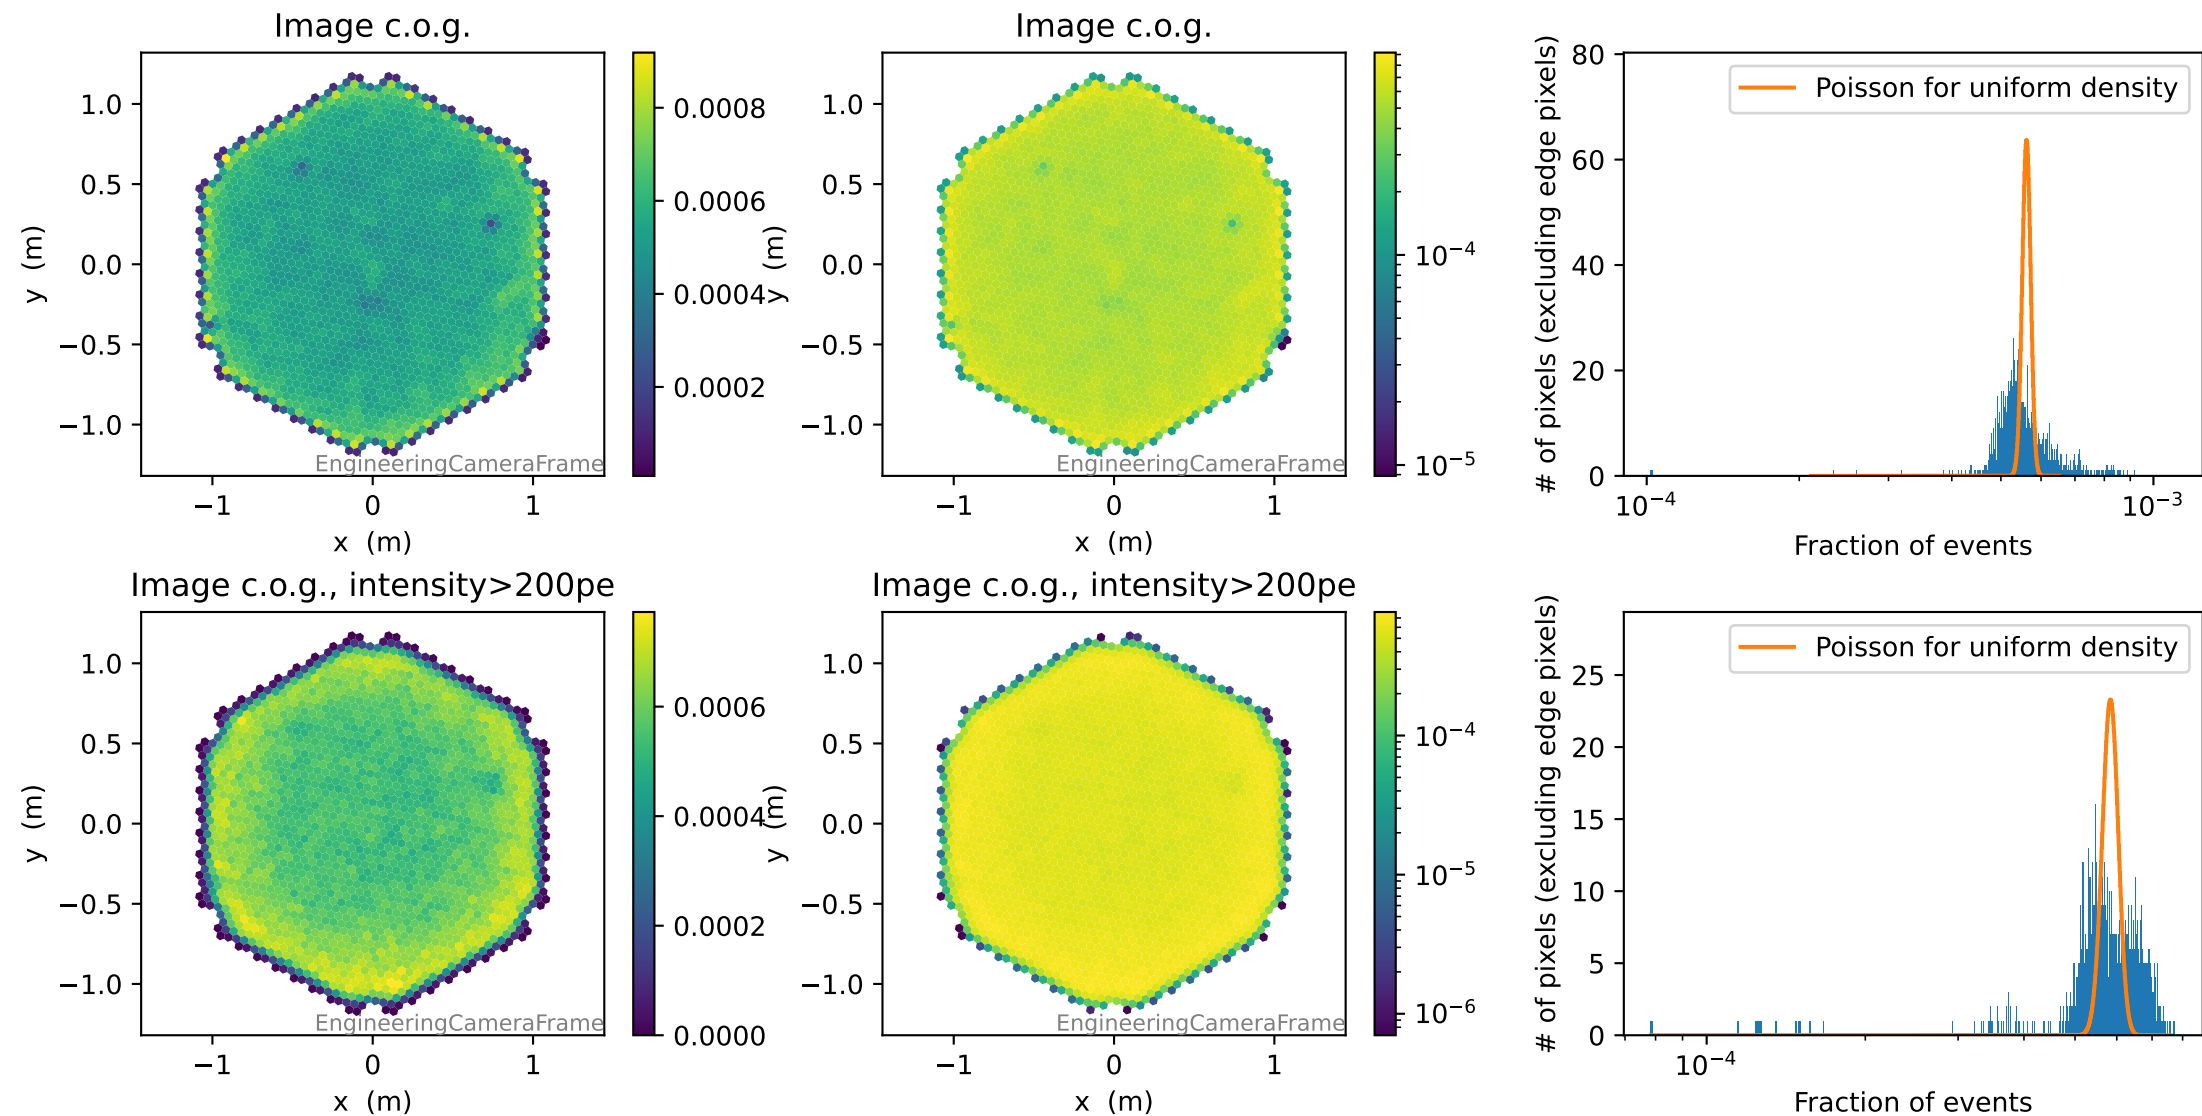 Image c.o.g.
y (m)
1.0
0.5
0.0
−0.5
−1.0
−1
0
1
x (m)
EngineeringCameraFrame
0.0008
0.0006
0.0004
0.0002
Image c.o.g.
y (m)
1.0
0.5
0.0
−0.5
−1.0
−1
0
1
x (m)
EngineeringCameraFrame
10−4
10−5
# of pixels (excluding edge pixels)
80
60
40
20
0
Poisson for uniform density
10−4
10−3
Fraction of events
Image c.o.g., intensity>200pe
y (m)
1.0
0.5
0.0
−0.5
−1.0
−1
0
1
x (m)
EngineeringCameraFrame
0.0006
0.0004
0.0002
0.0000
Image c.o.g., intensity>200pe
y (m)
1.0
0.5
0.0
−0.5
−1.0
−1
0
1
x (m)
EngineeringCameraFrame
10−4
10−5
10−6
# of pixels (excluding edge pixels)
25
20
15
10
5
0
Poisson for uniform density
10−4
Fraction of events